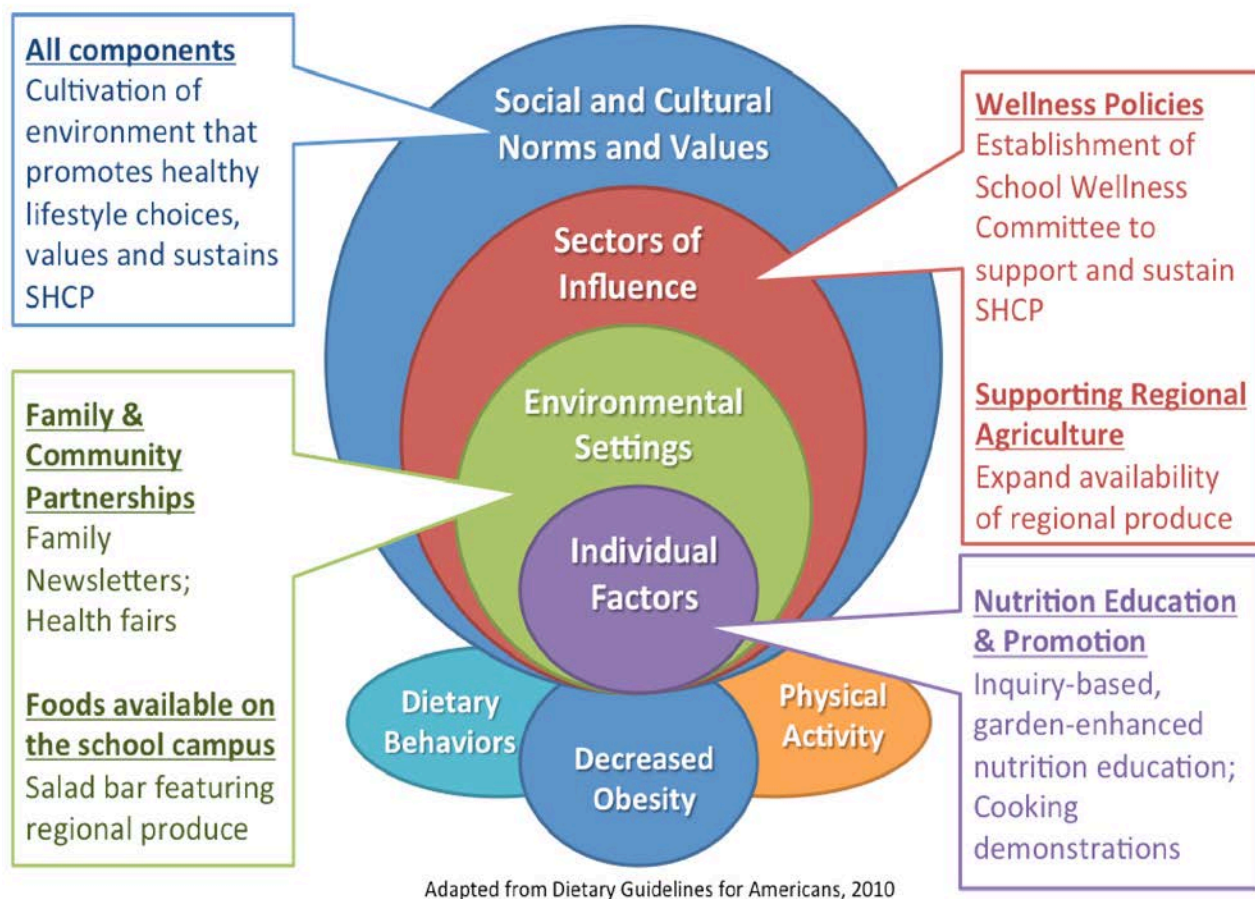 All components
Cultivation of
environment that
promotes healthy
lifestyle choices,
values and sustains
SHCP
Family &
Community
Partnerships
Family
Newsletters;
Health fairs
Foods available on
the school campus
Salad bar featuring
regional produce
Social and Cultural
Norms and Values
Sectors of
Influence
Environmental
Settings
Individual
Factors
Dietary
Behaviors
Decreased
Obesity
Physical
Activity
Wellness Policies
Establishment of
School Wellness
Committee to
support and sustain
SHCP
Supporting Regional
Agriculture
Expand availability
of regional produce
Nutrition Education
& Promotion
Inquiry-based,
garden-enhanced
nutrition education;
Cooking
demonstrations
Adapted from Dietary Guidelines for Americans, 2010